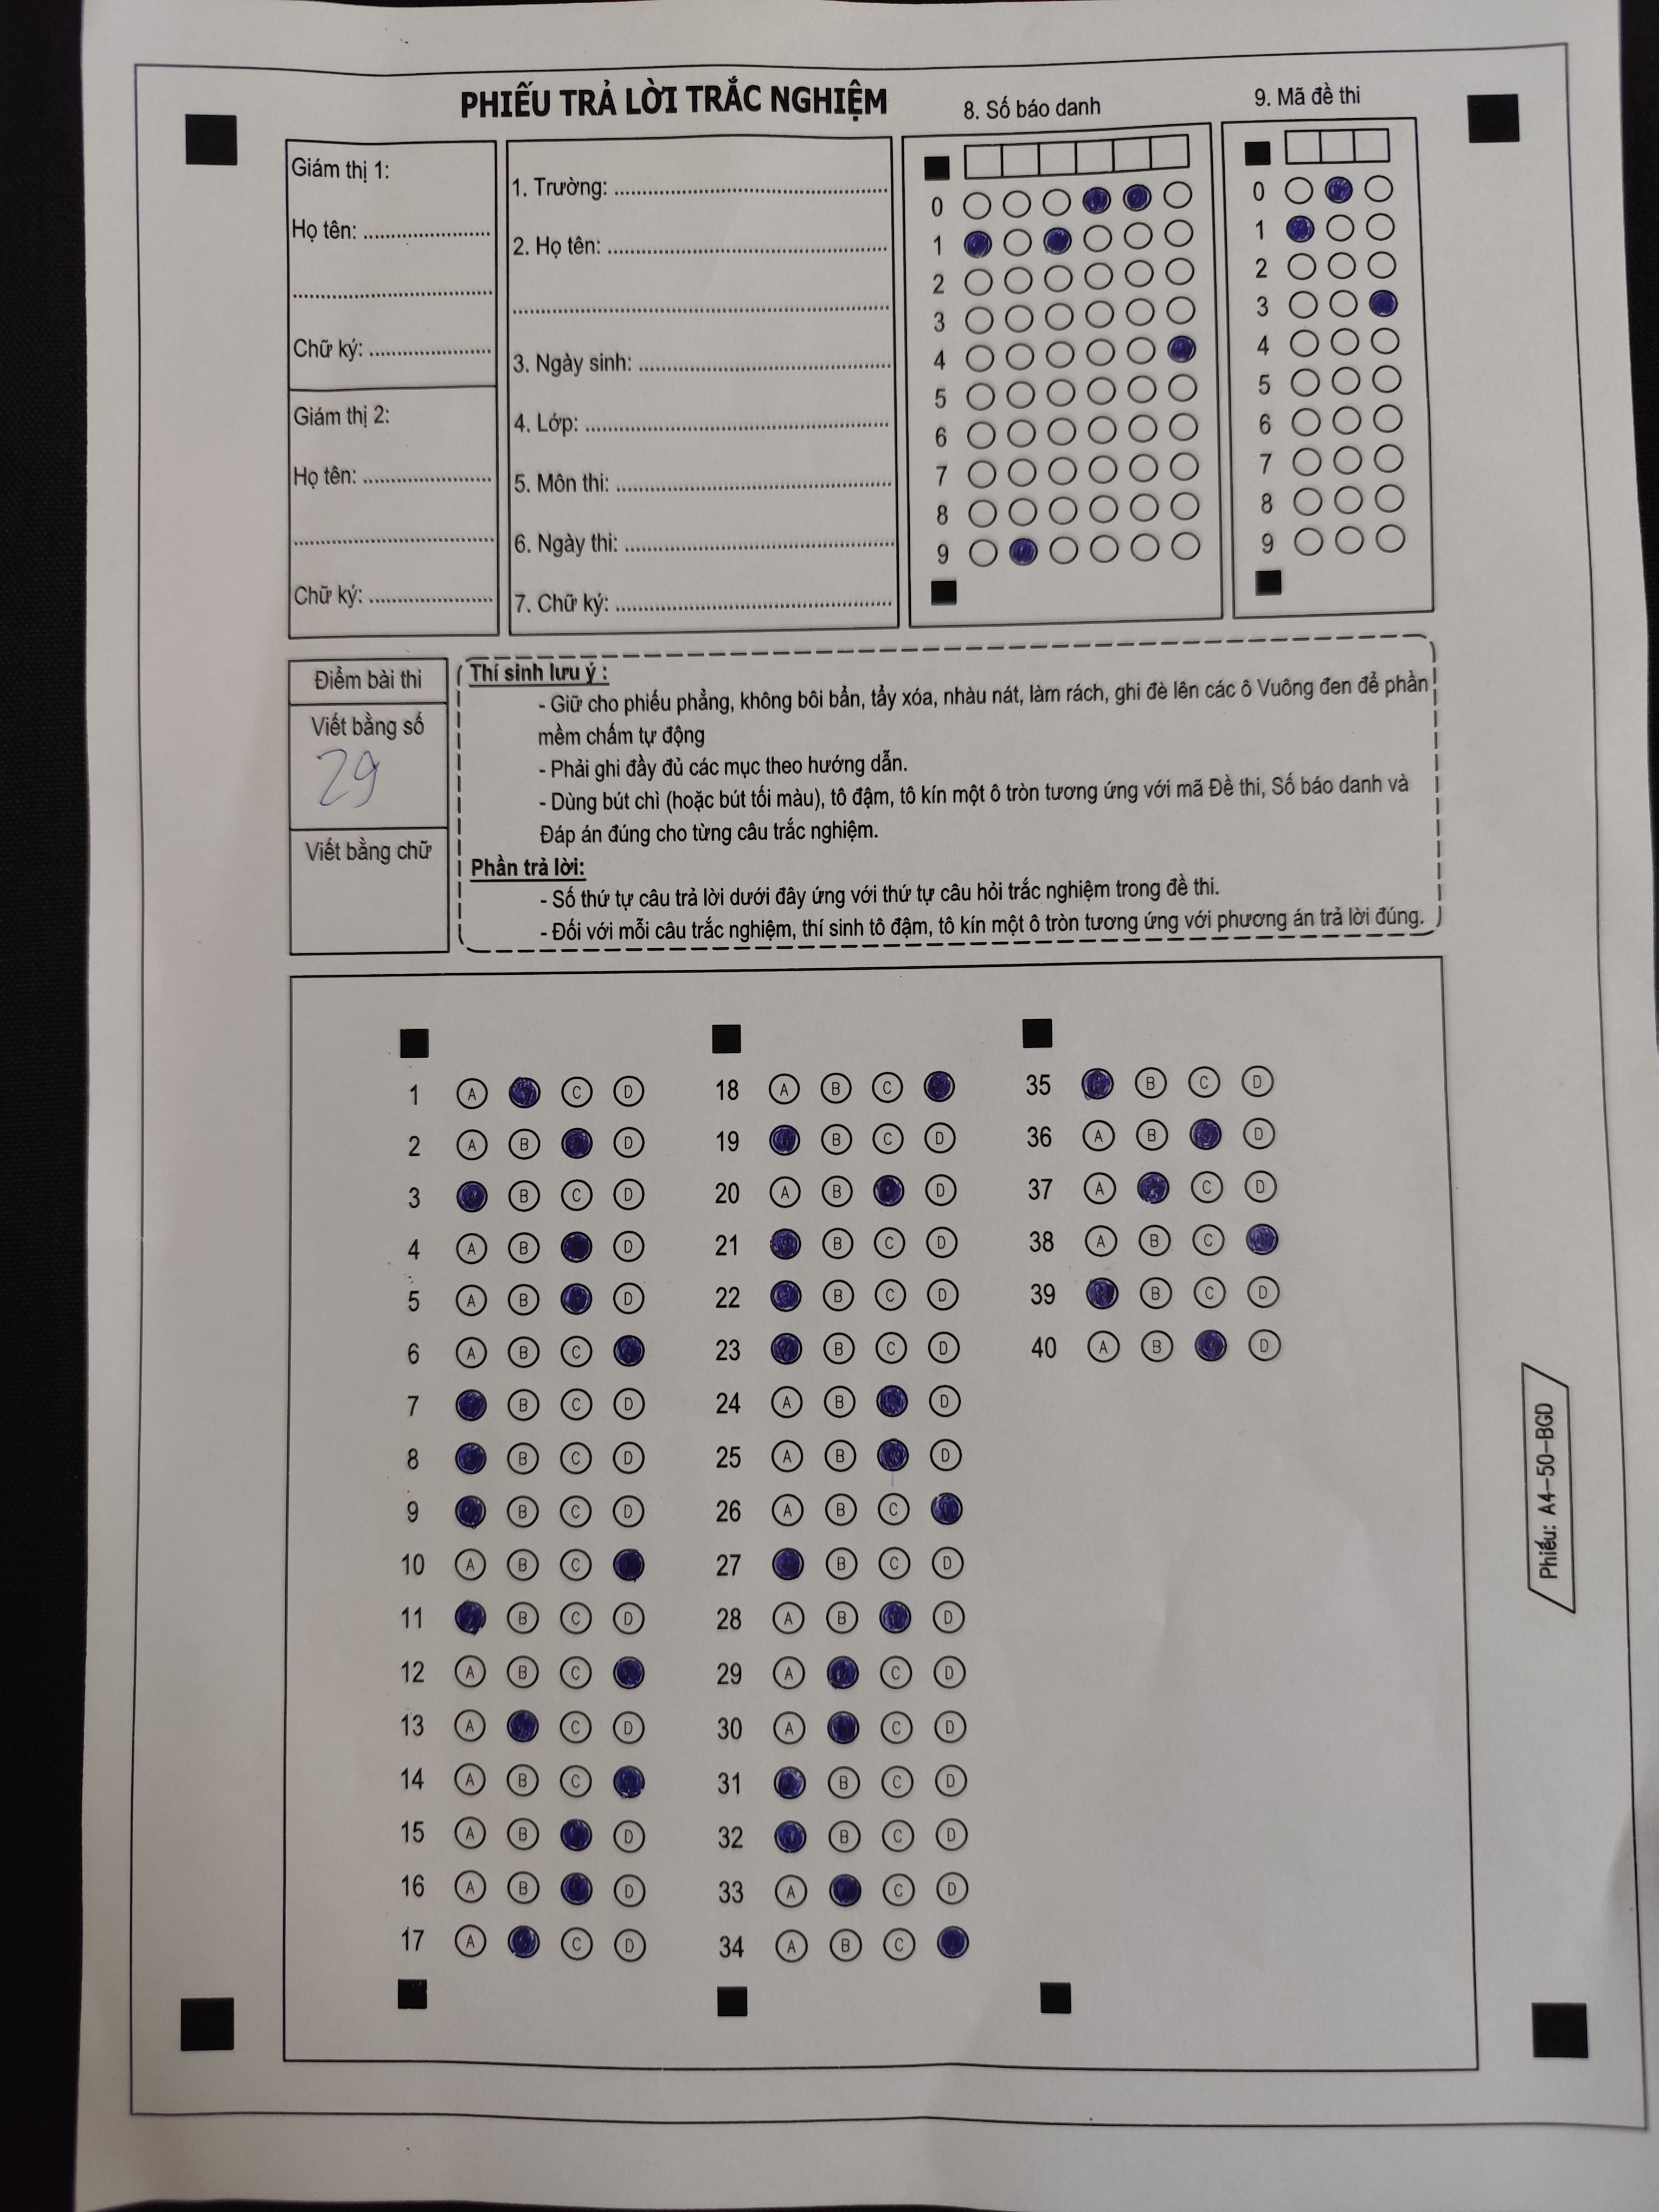 PHIẾU TRẢ LỜI TRẮC NGHIỆM
8. Số báo danh
9. Mã đề thi
Giám thị 1:
Họ tên: ........................
........................................
Chữ ký: ........................
Giám thị 2:
Họ tên: ........................
........................................
Chữ ký: ........................
1. Trường: ........................................
2. Họ tên: ........................................
........................................................
3. Ngày sinh: ........................................
4. Lớp: ........................................
5. Môn thi: ........................................
6. Ngày thi: ........................................
7. Chữ ký: ........................................
0
1
2
3
4
5
6
7
8
9
0
1
2
3
4
5
6
7
8
9
Điểm bài thi
Viết bằng số
29
Viết bằng chữ
Thí sinh lưu ý :
- Giữ cho phiếu phẳng, không bôi bẩn, tẩy xóa, nhàu nát, làm rách, ghi đè lên các ô Vuông đen để phần
mềm chấm tự động
- Phải ghi đầy đủ các mục theo hướng dẫn.
- Dùng bút chì (hoặc bút tối màu), tô đậm, tô kín một ô tròn tương ứng với mã Đề thi, Số báo danh và
Đáp án đúng cho từng câu trắc nghiệm.
Phần trả lời:
- Số thứ tự câu trả lời dưới đây ứng với thứ tự câu hỏi trắc nghiệm trong đề thi.
- Đối với mỗi câu trắc nghiệm, thí sinh tô đậm, tô kín một ô tròn tương ứng với phương án trả lời đúng.
1 A C D
2 A B D
3 B C D
4 A B D
5 A B D
6 A B C
7 B C D
8 B C D
9 B C D
10 A B C
11 B C D
12 A B C
13 A C D
14 A B C
15 A B D
16 A B D
17 A C D
18 A B C
19 B C D
20 A B D
21 B C D
22 B C D
23 B C D
24 A B D
25 A B D
26 A B C
27 B C D
28 A B D
29 A C D
30 A C D
31 B C D
32 B C D
33 A C D
34 A B C
35 B C D
36 A B D
37 A C D
38 A B C
39 B C D
40 A B D
Phiếu: A4-50-BGD